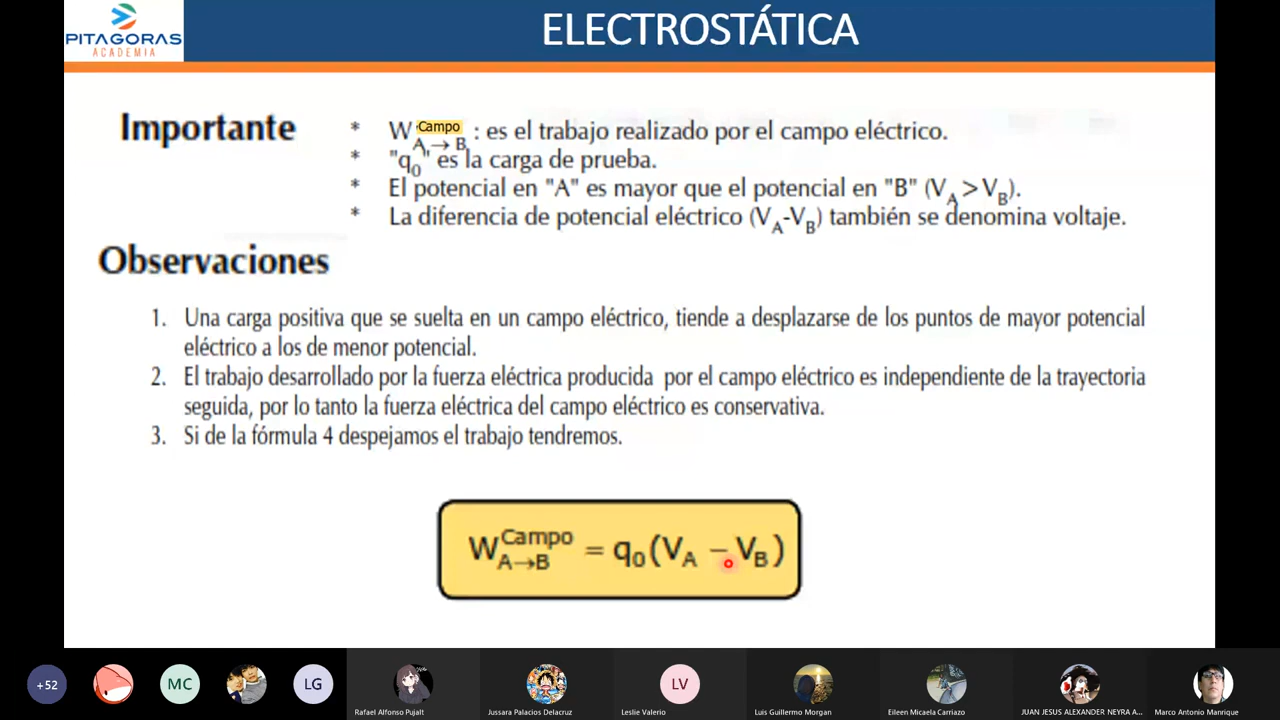 PITAGORAS
ACADEMIA
ELECTROSTÁTICA
Importante
* W Campo A→B : es el trabajo realizado por el campo eléctrico.
* "q0" es la carga de prueba.
* El potencial en "A" es mayor que el potencial en "B" (VA>VB).
* La diferencia de potencial eléctrico (VA-VB) también se denomina voltaje.
Observaciones
1. Una carga positiva que se suelta en un campo eléctrico, tiende a desplazarse de los puntos de mayor potencial
eléctrico a los de menor potencial.
2. El trabajo desarrollado por la fuerza eléctrica producida por el campo eléctrico es independiente de la trayectoria
seguida, por lo tanto la fuerza eléctrica del campo eléctrico es conservativa.
3. Si de la fórmula 4 despejamos el trabajo tendremos.
W Campo A→B = q0(VA − VB)
+52
MC
LG
LV
Rafael Alfonso Pujalt
Jussara Palacios Delacruz
Leslie Valerio
Luis Guillermo Morgan
Eileen Micaela Carriazo
JUAN JESUS ALEXANDER NEYRA A...
Marco Antonio Manrique